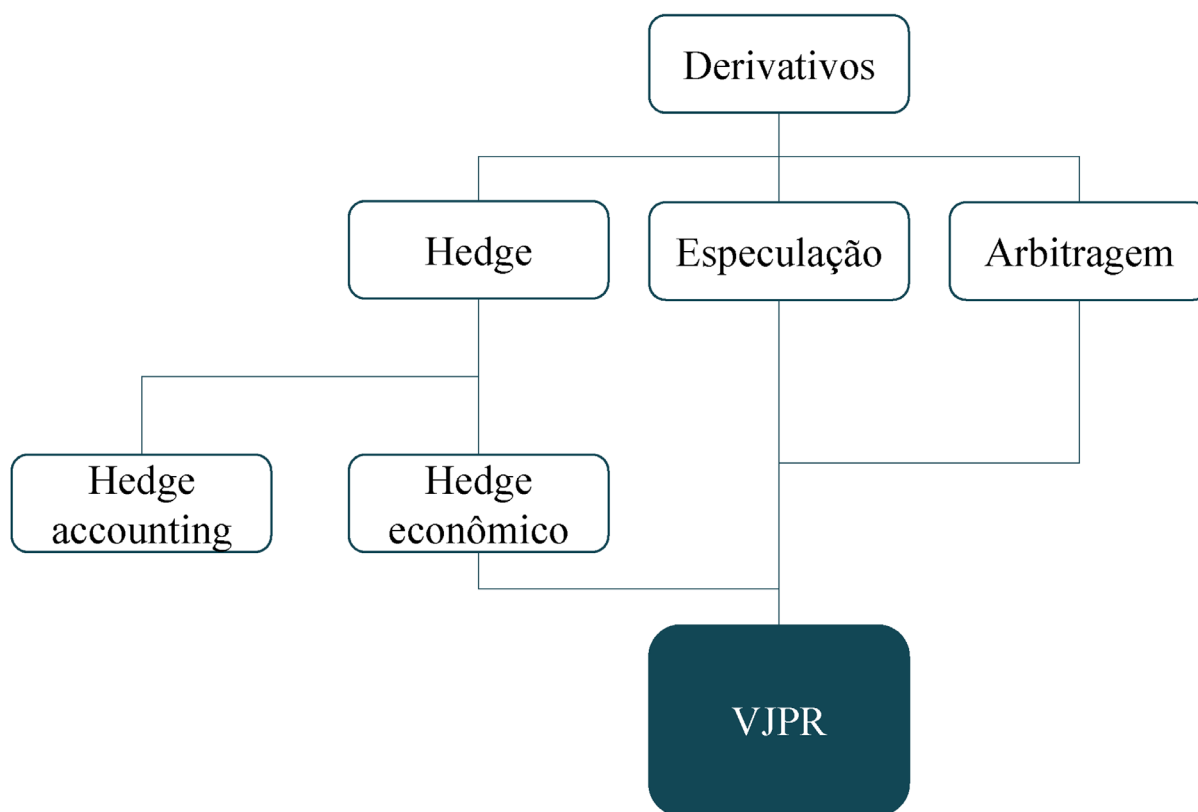 Derivativos
Hedge
Especulação
Arbitragem
Hedge
accounting
Hedge
econômico
VJPR